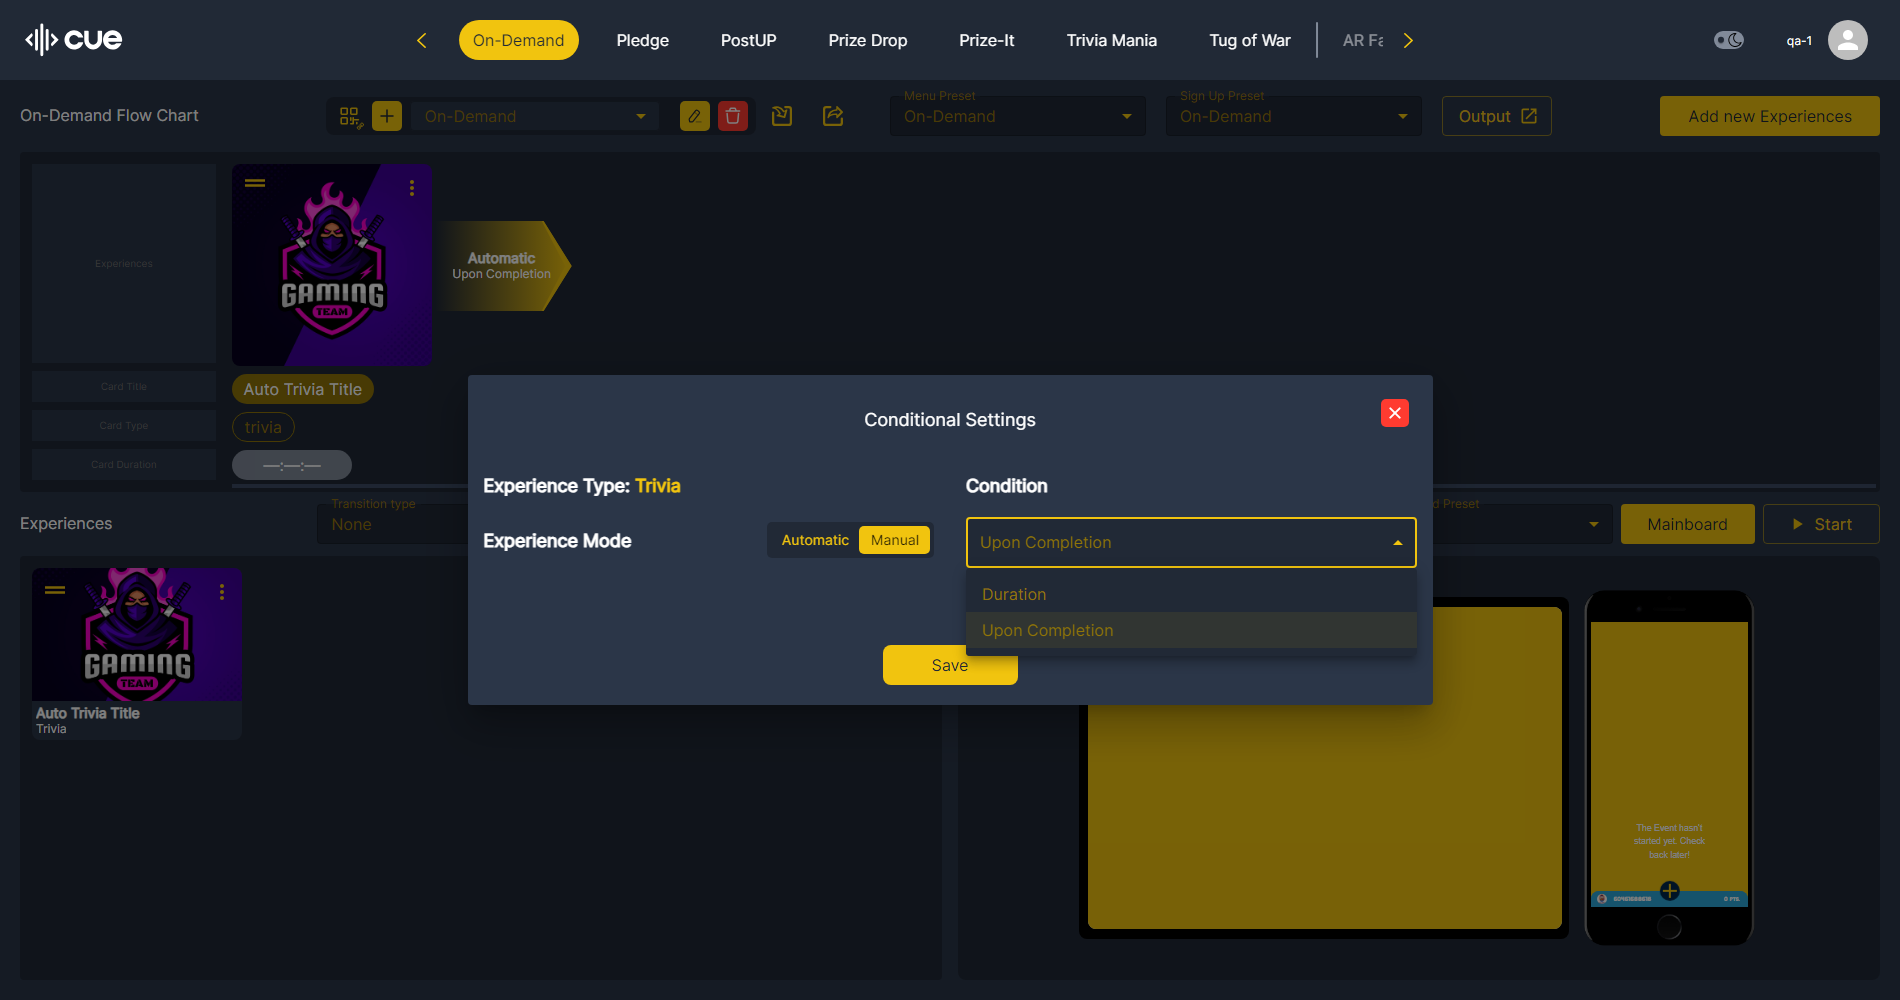 cue
On-Demand
Pledge
PostUP
Prize Drop
Prize-It
Trivia Mania
Tug of War
AR Fa
qa-1
On-Demand Flow Chart
On-Demand
Menu Preset
On-Demand
Sign Up Preset
On-Demand
Output
Add new Experiences
Experiences
GAMING
TEAM
Automatic
Upon Completion
Card Title
Auto Trivia Title
Card Type
trivia
Card Duration
—:—:—
Conditional Settings
Experience Type: Trivia
Condition
Experience Mode
Automatic
Manual
Upon Completion
Duration
Upon Completion
Save
Experiences
Transition type
None
d Preset
Mainboard
Start
GAMING
TEAM
Auto Trivia Title
Trivia
The Event hasn't
started yet. Check
back later!
0 PTS.